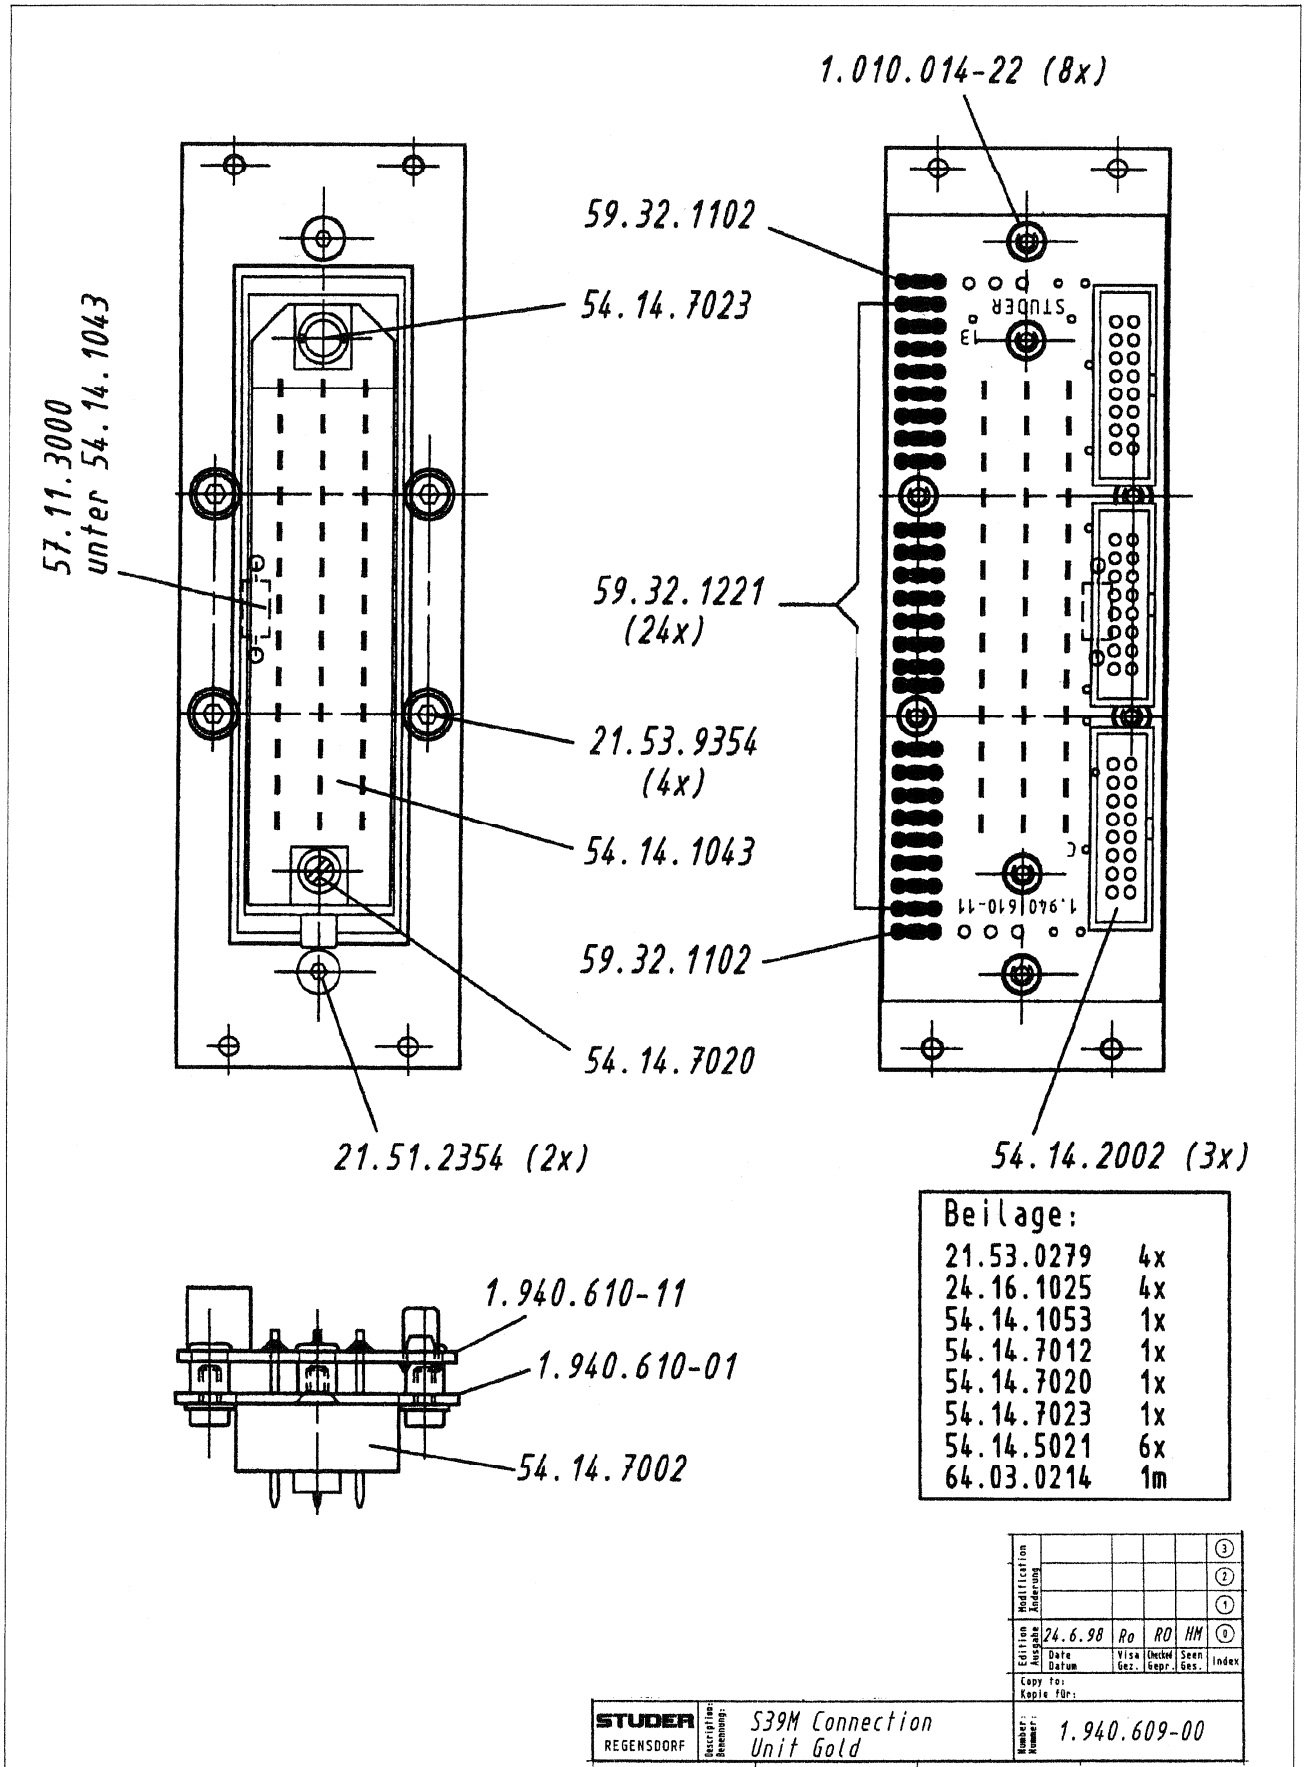 1.010.014-22 (8x)
59.32.1102
54.14.7023
57.11.3000
unter 54.14.1043
STUDER
13
59.32.1221
(24x)
21.53.9354
(4x)
54.14.1043
C
1.940.610-11
59.32.1102
54.14.7020
21.51.2354 (2x)
54.14.2002 (3x)
Beilage:
21.53.0279 4x
24.16.1025 4x
54.14.1053 1x
54.14.7012 1x
54.14.7020 1x
54.14.7023 1x
54.14.5021 6x
64.03.0214 1m
1.940.610-11
1.940.610-01
54.14.7002
Modification
Änderung
3
2
1
Edition
Ausgabe
24.6.98 Ro RO HM 0
Date Visa Checked Seen
Datum Gez. Gepr. Ges. Index
Copy to:
Kopie für:
STUDER
REGENSDORF
Description:
Benennung:
S39M Connection
Unit Gold
Number:
Nummer:
1.940.609-00